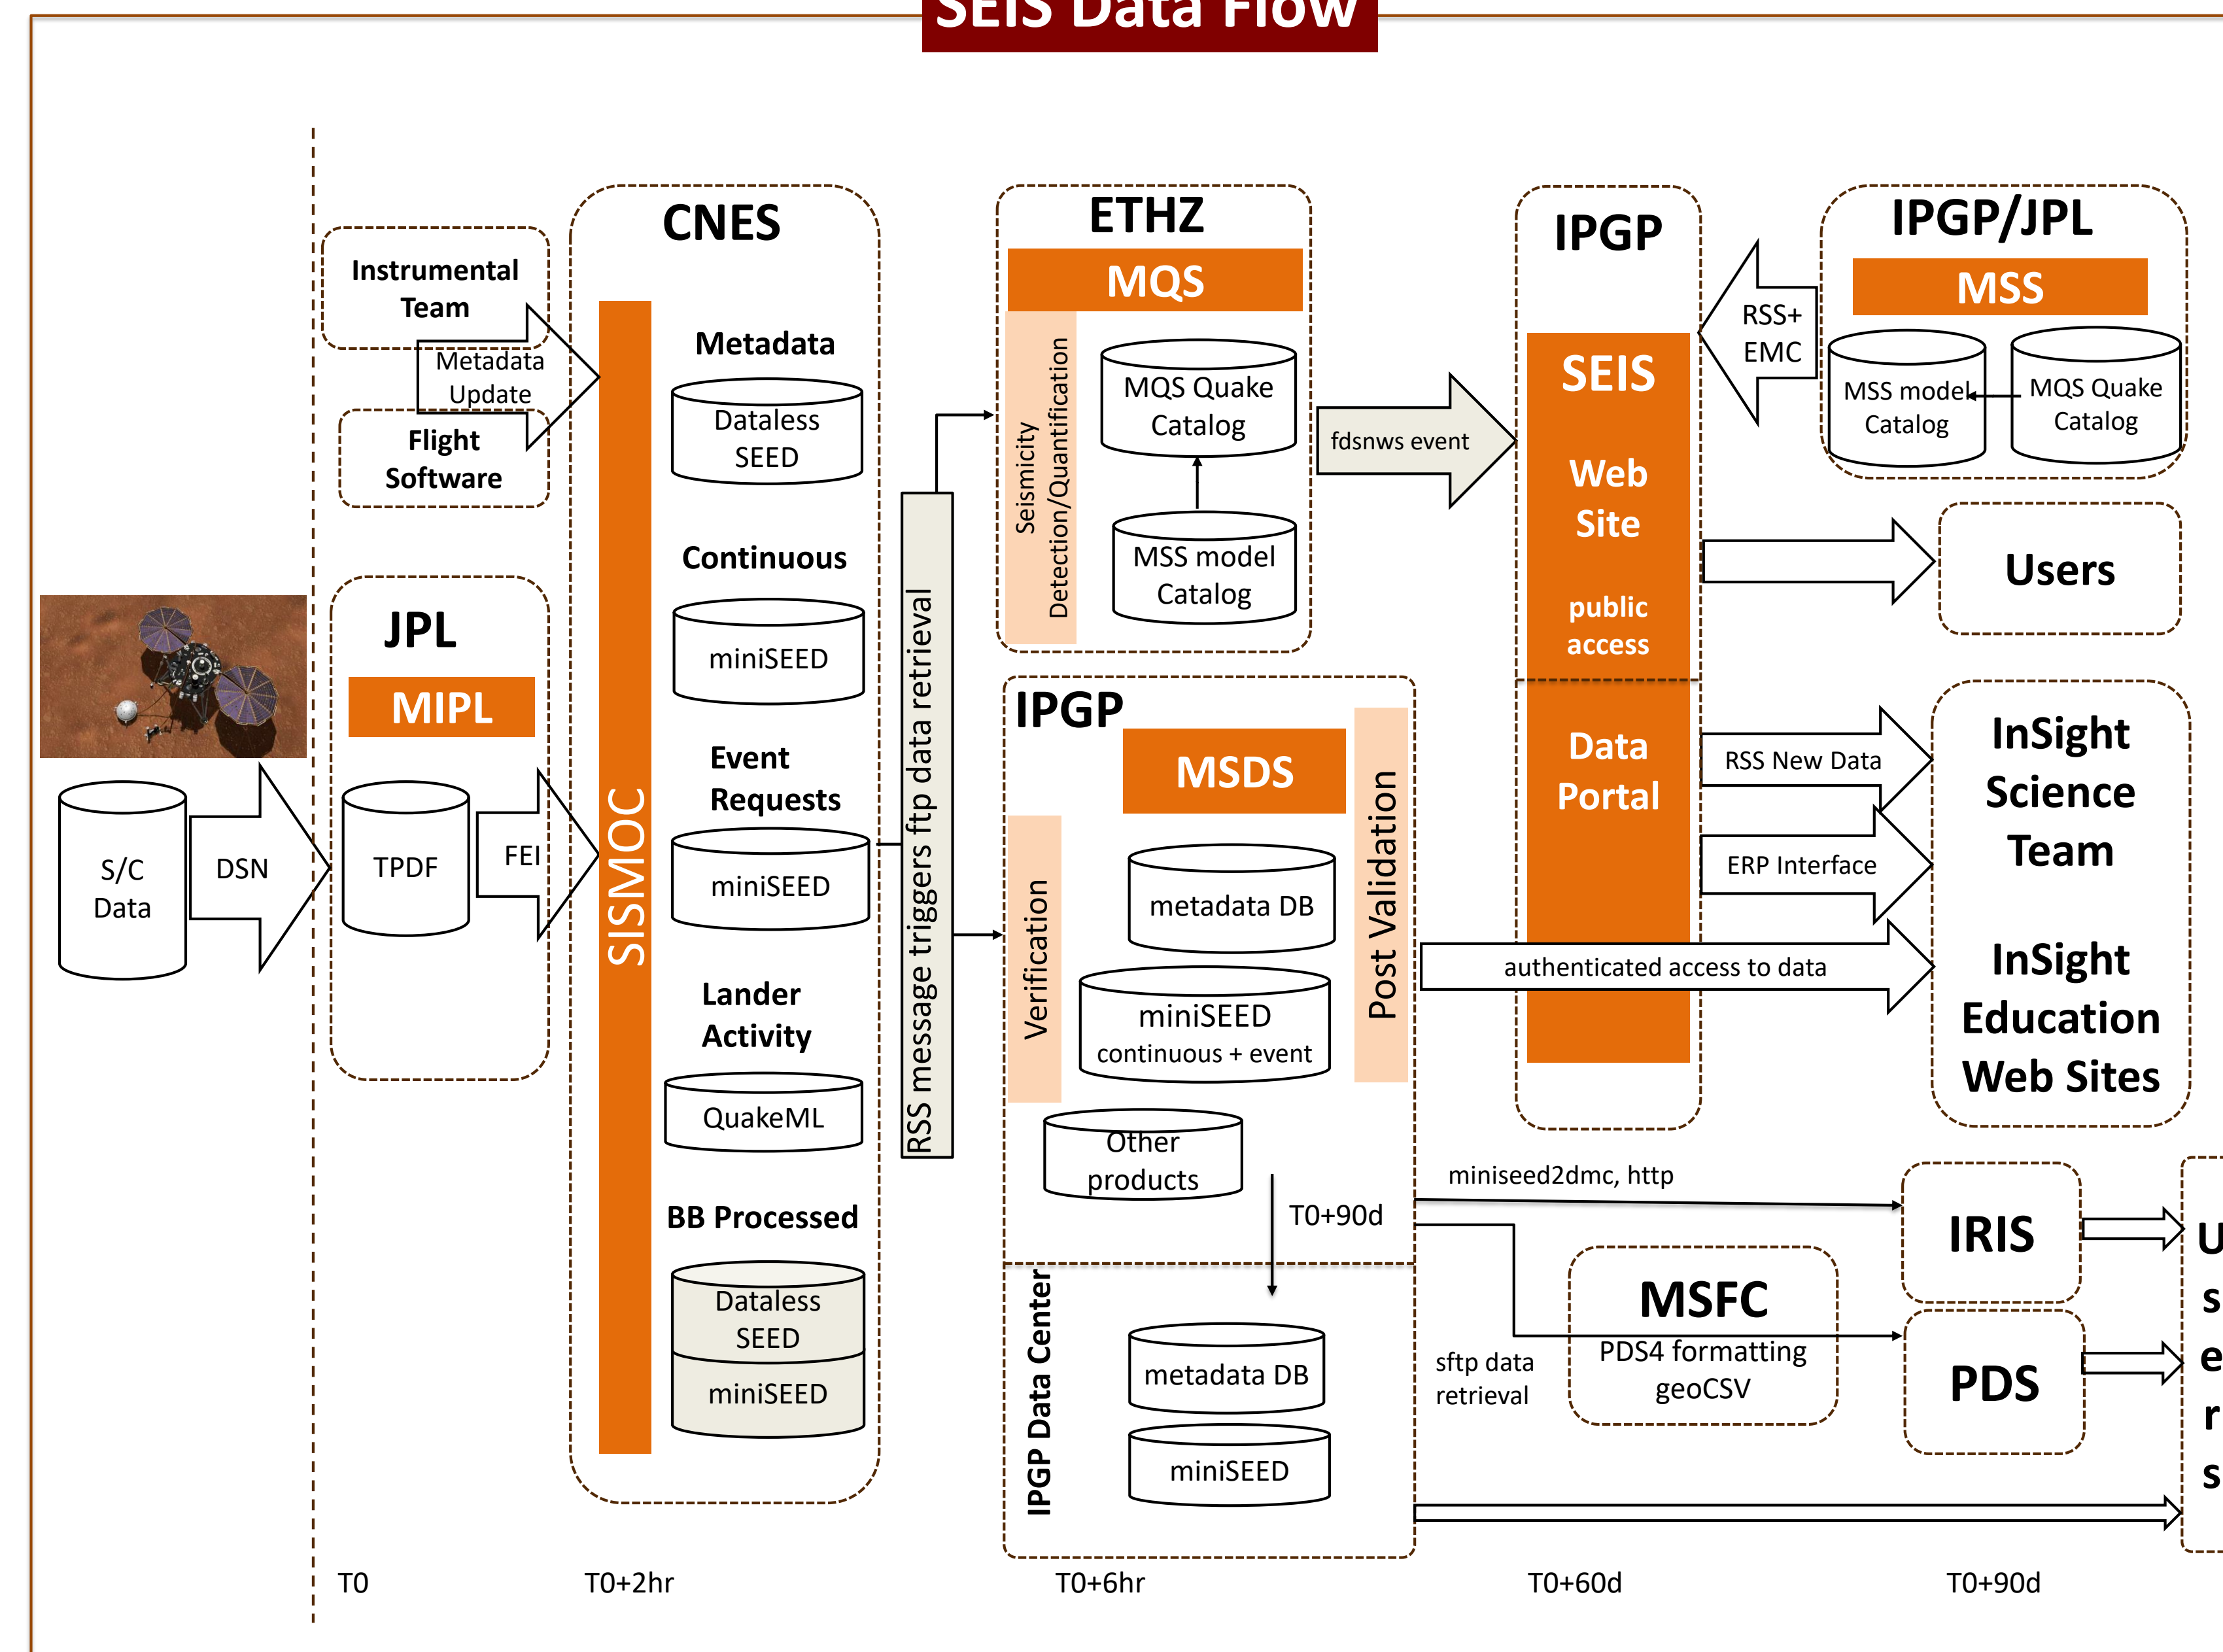 SEIS Data Flow
Instrumental
Team
Metadata
Update
Flight
Software
JPL
MIPL
S/C
Data
DSN
TPDF
FEI
CNES
SISMOC
Metadata
Dataless
SEED
Continuous
miniSEED
Event
Requests
miniSEED
Lander
Activity
QuakeML
BB Processed
Dataless
SEED
miniSEED
RSS message triggers ftp data retrieval
ETHZ
MQS
Seismicity
Detection/Quantification
MQS Quake
Catalog
MSS model
Catalog
fdsnws event
IPGP
MSDS
Verification
Post Validation
metadata DB
miniSEED
continuous + event
Other
products
T0+90d
IPGP Data Center
metadata DB
miniSEED
IPGP
SEIS
Web
Site
public
access
Data
Portal
IPGP/JPL
MSS
RSS+
EMC
MSS model
Catalog
MQS Quake
Catalog
Users
RSS New Data
ERP Interface
authenticated access to data
InSight
Science
Team
InSight
Education
Web Sites
miniseed2dmc, http
IRIS
MSFC
PDS4 formatting
geoCSV
sftp data
retrieval
PDS
U
s
e
r
s
T0
T0+2hr
T0+6hr
T0+60d
T0+90d